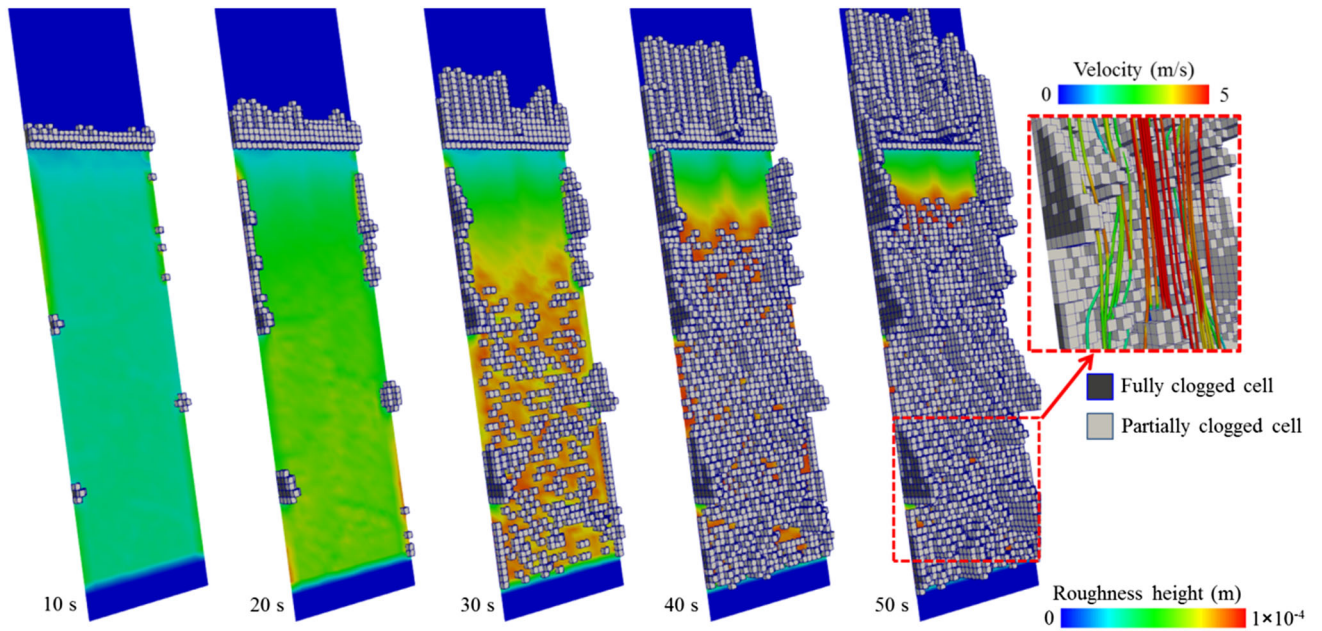 Velocity (m/s)
0 5
Fully clogged cell
Partially clogged cell
10 s 20 s 30 s 40 s 50 s
Roughness height (m)
0 1×10⁻⁴